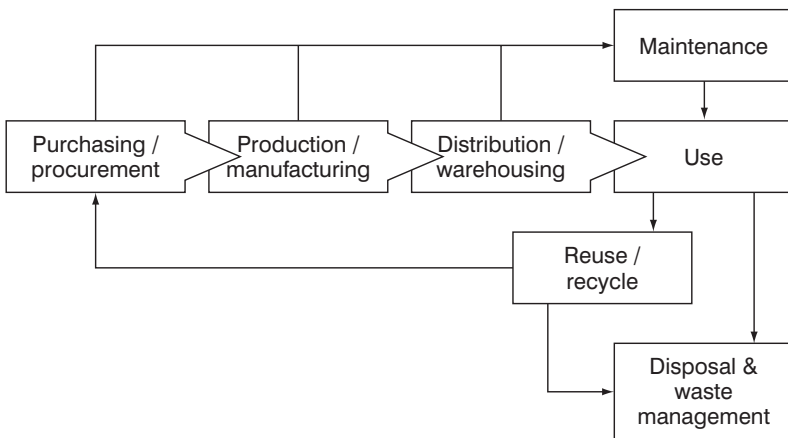 Maintenance
Purchasing /
procurement
Production /
manufacturing
Distribution /
warehousing
Use
Reuse /
recycle
Disposal &
waste
management